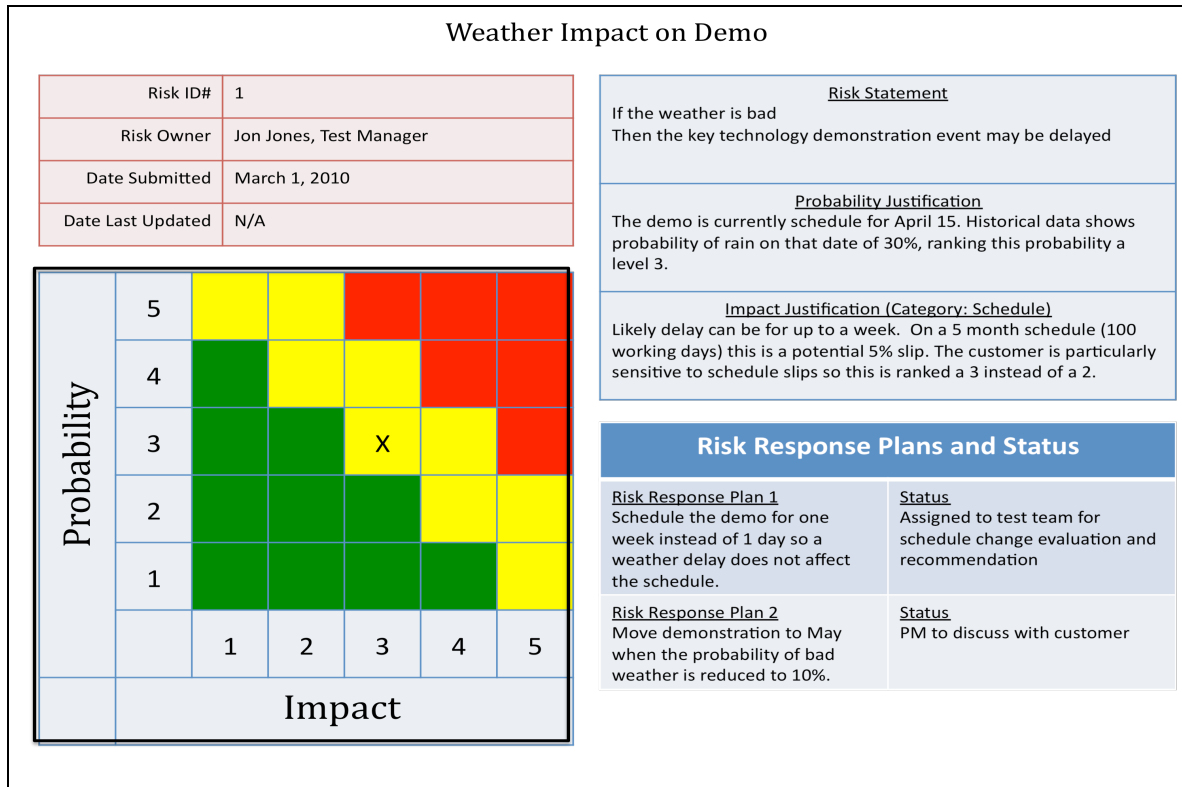 Weather Impact on Demo
Risk ID# 1
Risk Owner Jon Jones, Test Manager
Date Submitted March 1, 2010
Date Last Updated N/A
Probability
5
4
3 X
2
1
1 2 3 4 5
Impact
Risk Statement
If the weather is bad
Then the key technology demonstration event may be delayed
Probability Justification
The demo is currently schedule for April 15. Historical data shows
probability of rain on that date of 30%, ranking this probability a
level 3.
Impact Justification (Category: Schedule)
Likely delay can be for up to a week.  On a 5 month schedule (100
working days) this is a potential 5% slip. The customer is particularly
sensitive to schedule slips so this is ranked a 3 instead of a 2.
Risk Response Plans and Status
Risk Response Plan 1
Schedule the demo for one
week instead of 1 day so a
weather delay does not affect
the schedule.
Status
Assigned to test team for
schedule change evaluation and
recommendation
Risk Response Plan 2
Move demonstration to May
when the probability of bad
weather is reduced to 10%.
Status
PM to discuss with customer